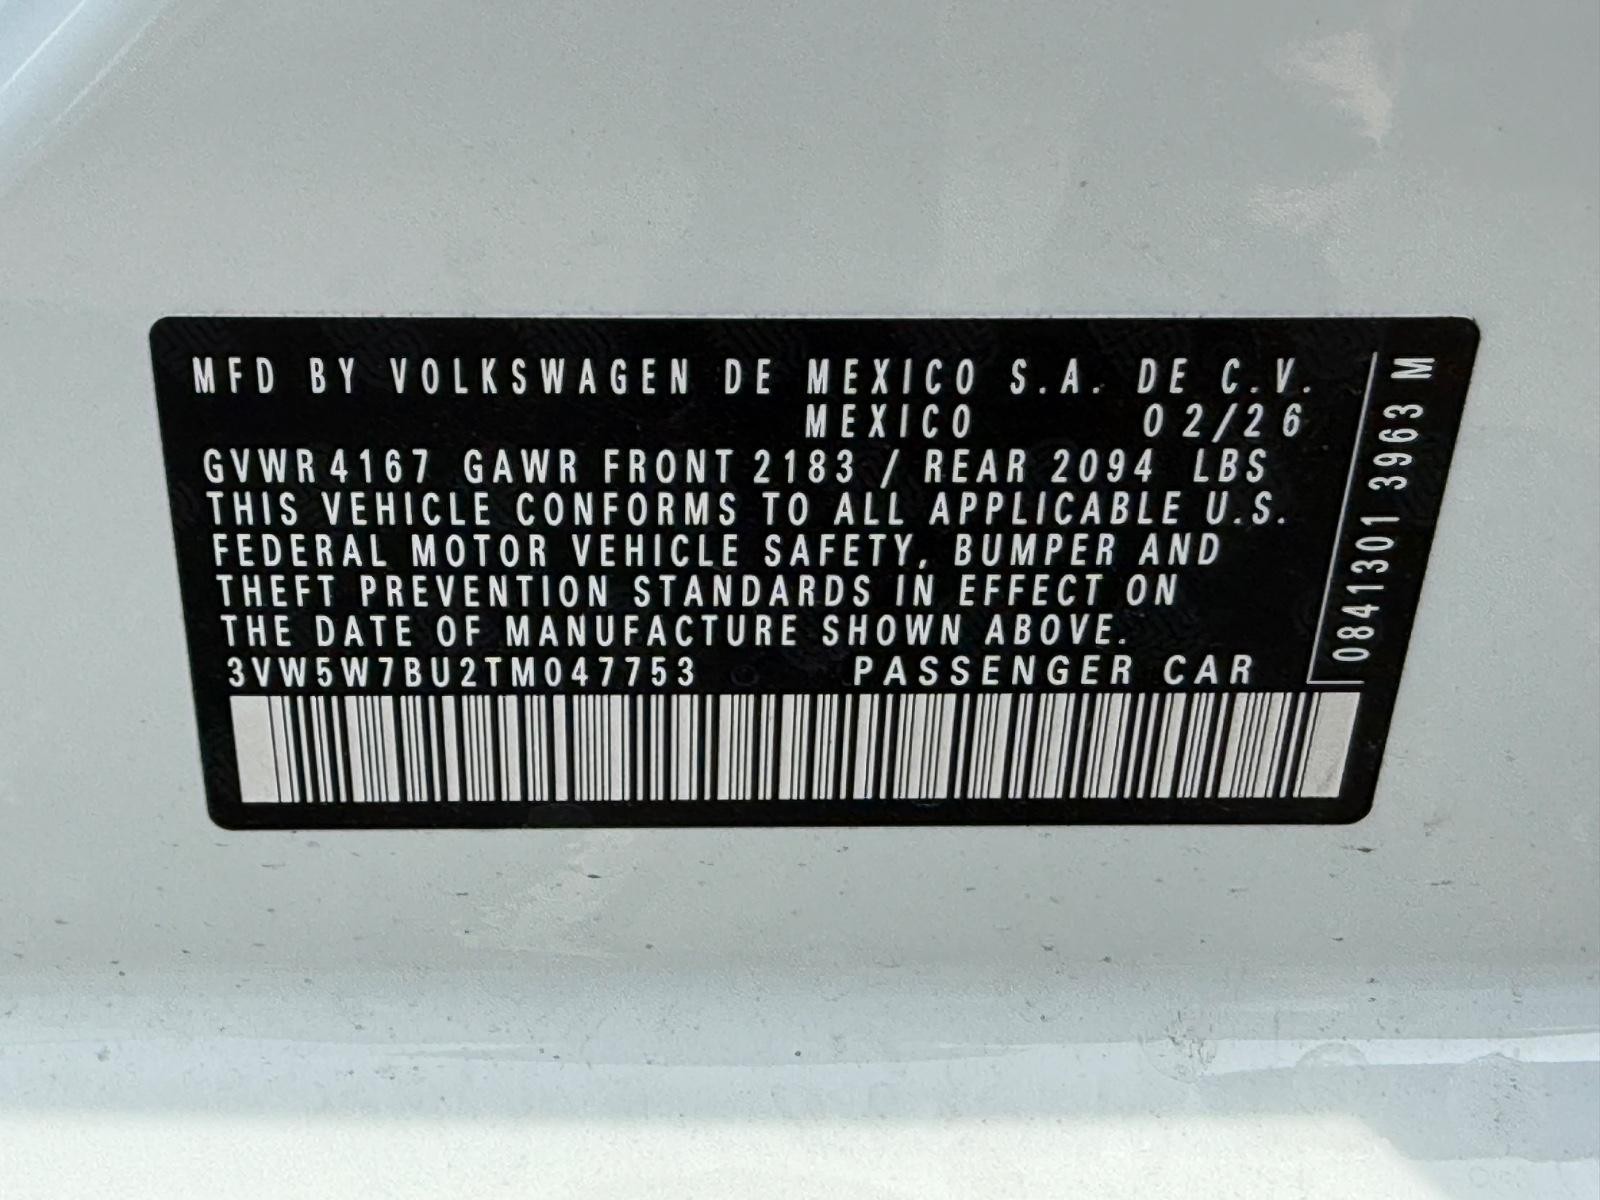 MFD BY VOLKSWAGEN DE MEXICO S.A. DE C.V.
MEXICO 02/26
GVWR 4167 GAWR FRONT 2183 / REAR 2094 LBS
THIS VEHICLE CONFORMS TO ALL APPLICABLE U.S.
FEDERAL MOTOR VEHICLE SAFETY, BUMPER AND
THEFT PREVENTION STANDARDS IN EFFECT ON
THE DATE OF MANUFACTURE SHOWN ABOVE.
3VW5W7BU2TM047753 PASSENGER CAR
0841301 3963 M